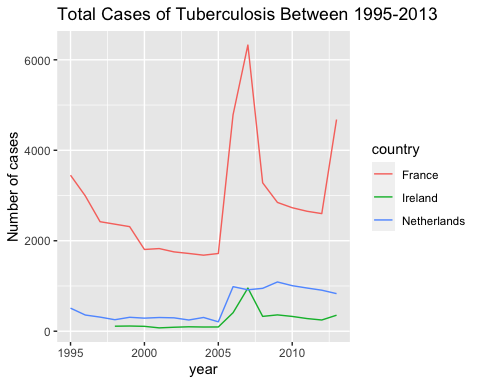 Total Cases of Tuberculosis Between 1995-2013
Number of cases
6000
4000
2000
0
1995
2000
2005
2010
year
country
France
Ireland
Netherlands